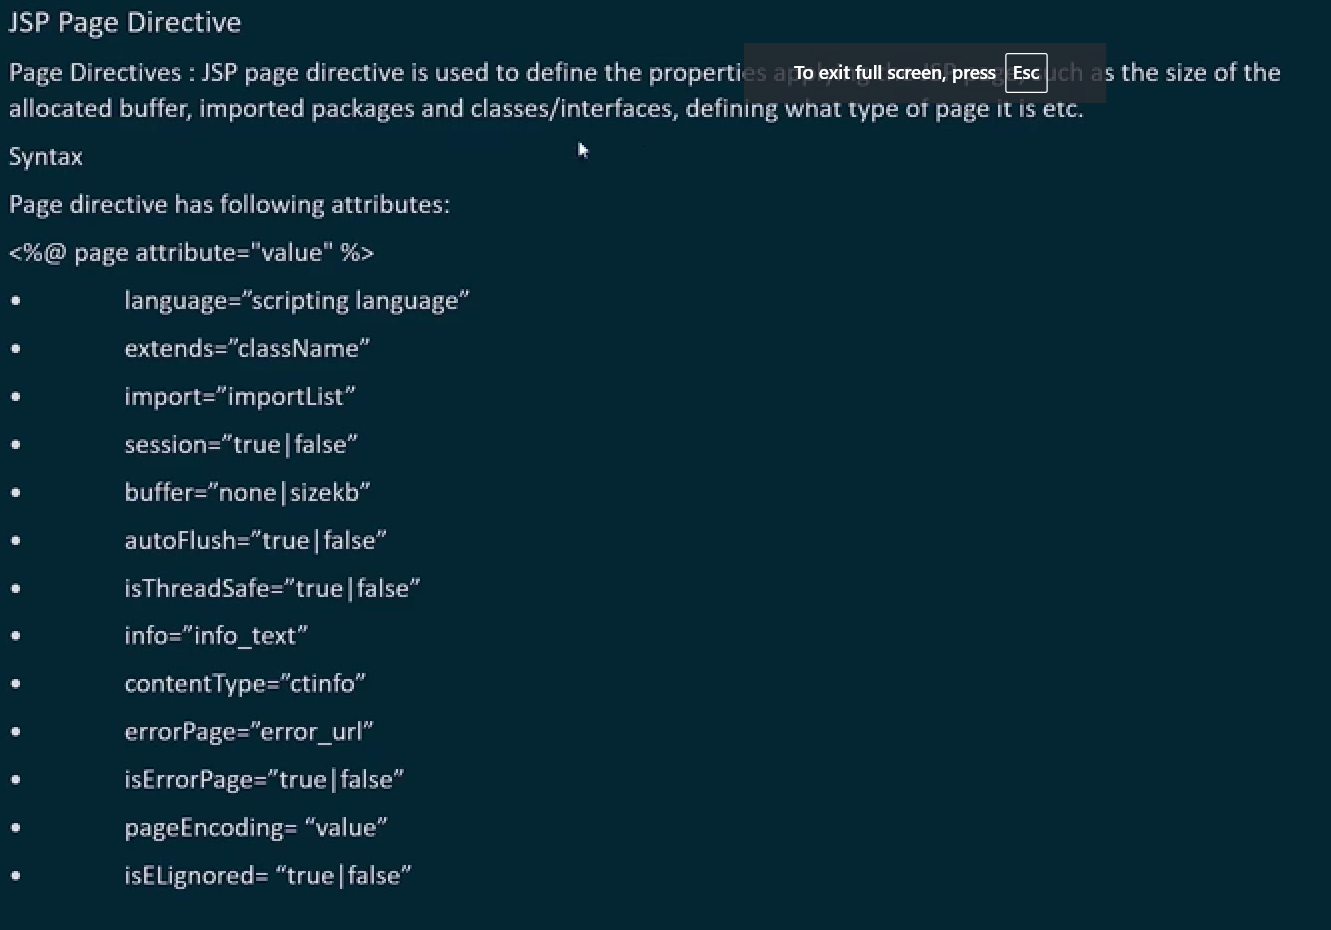 JSP Page Directive
Page Directives : JSP page directive is used to define the properties such as the size of the
To exit full screen, press Esc
allocated buffer, imported packages and classes/interfaces, defining what type of page it is etc.
Syntax
Page directive has following attributes:
<%@ page attribute="value" %>
• language=”scripting language”
• extends=”className”
• import=”importList”
• session=”true|false”
• buffer=”none|sizekb”
• autoFlush=”true|false”
• isThreadSafe=”true|false”
• info=”info_text”
• contentType=”ctinfo”
• errorPage=”error_url”
• isErrorPage=”true|false”
• pageEncoding= “value”
• isELignored= “true|false”